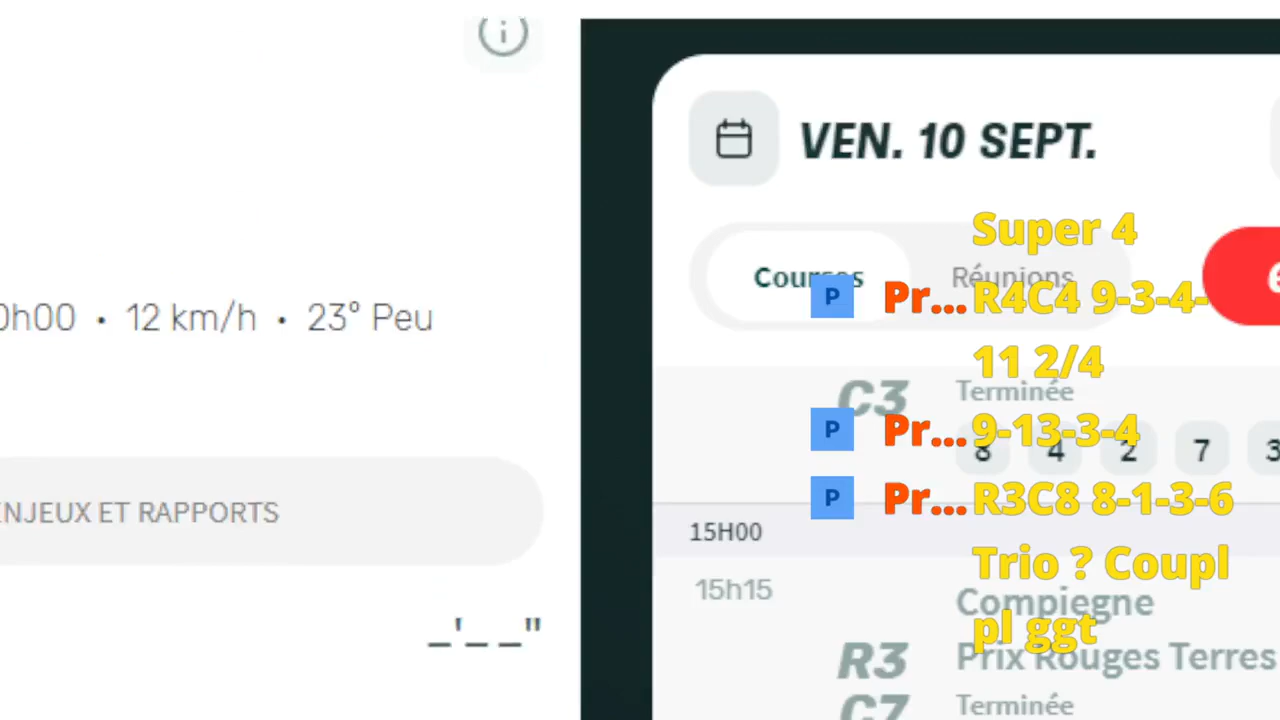 0h00 • 12 km/h • 23° Peu
ENJEUX ET RAPPORTS
_'_ _"
VEN. 10 SEPT.
Courses
Réunions
Super 4
P Pr... R4C4 9-3-4-
11 2/4
C3
Terminée
P Pr... 9-13-3-4
8 4 2 7 3
P Pr... R3C8 8-1-3-6
15H00
Trio ? Coupl
15h15
Compiegne
pl ggt
R3
Prix Rouges Terres
C7
Terminée